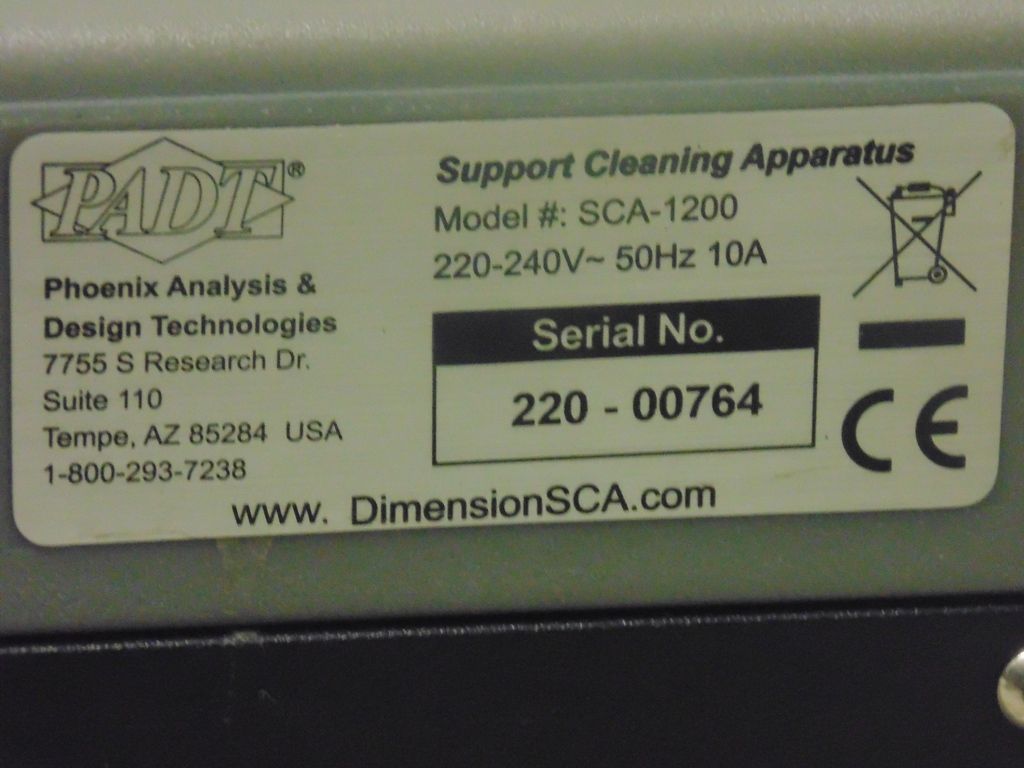 PADT®
Phoenix Analysis &
Design Technologies
7755 S Research Dr.
Suite 110
Tempe, AZ 85284 USA
1-800-293-7238
Support Cleaning Apparatus
Model #: SCA-1200
220-240V~ 50Hz 10A
Serial No.
220 - 00764
CE
www. DimensionSCA.com